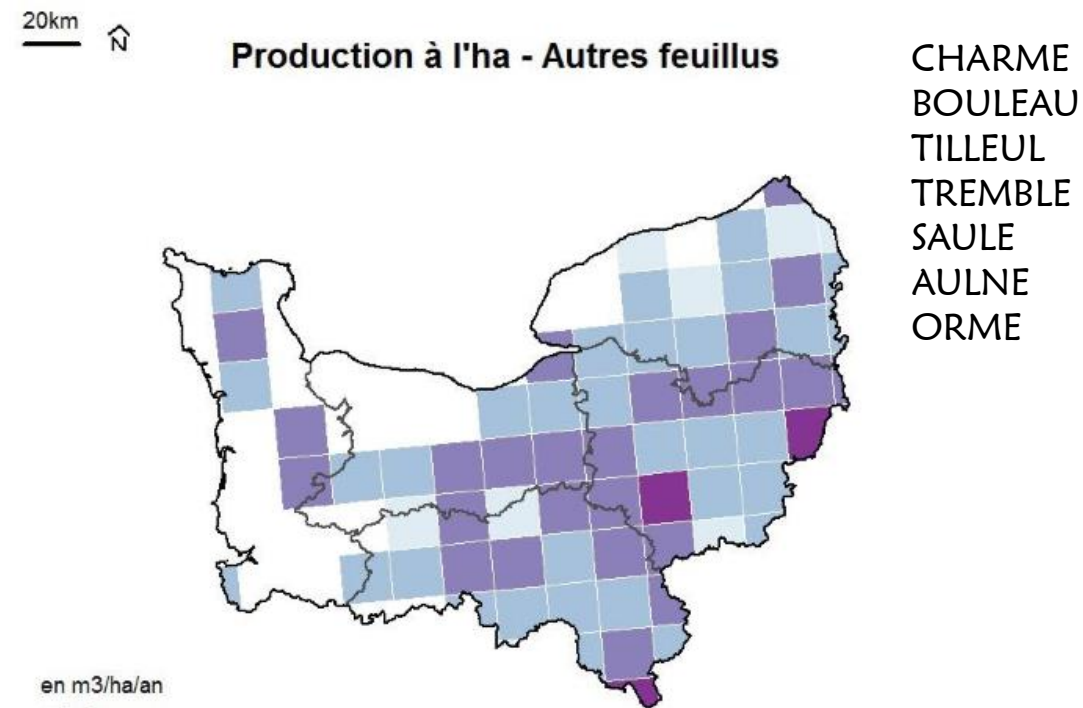 20km
N
Production à l'ha - Autres feuillus
CHARME
BOULEAU
TILLEUL
TREMBLE
SAULE
AULNE
ORME
en m3/ha/an